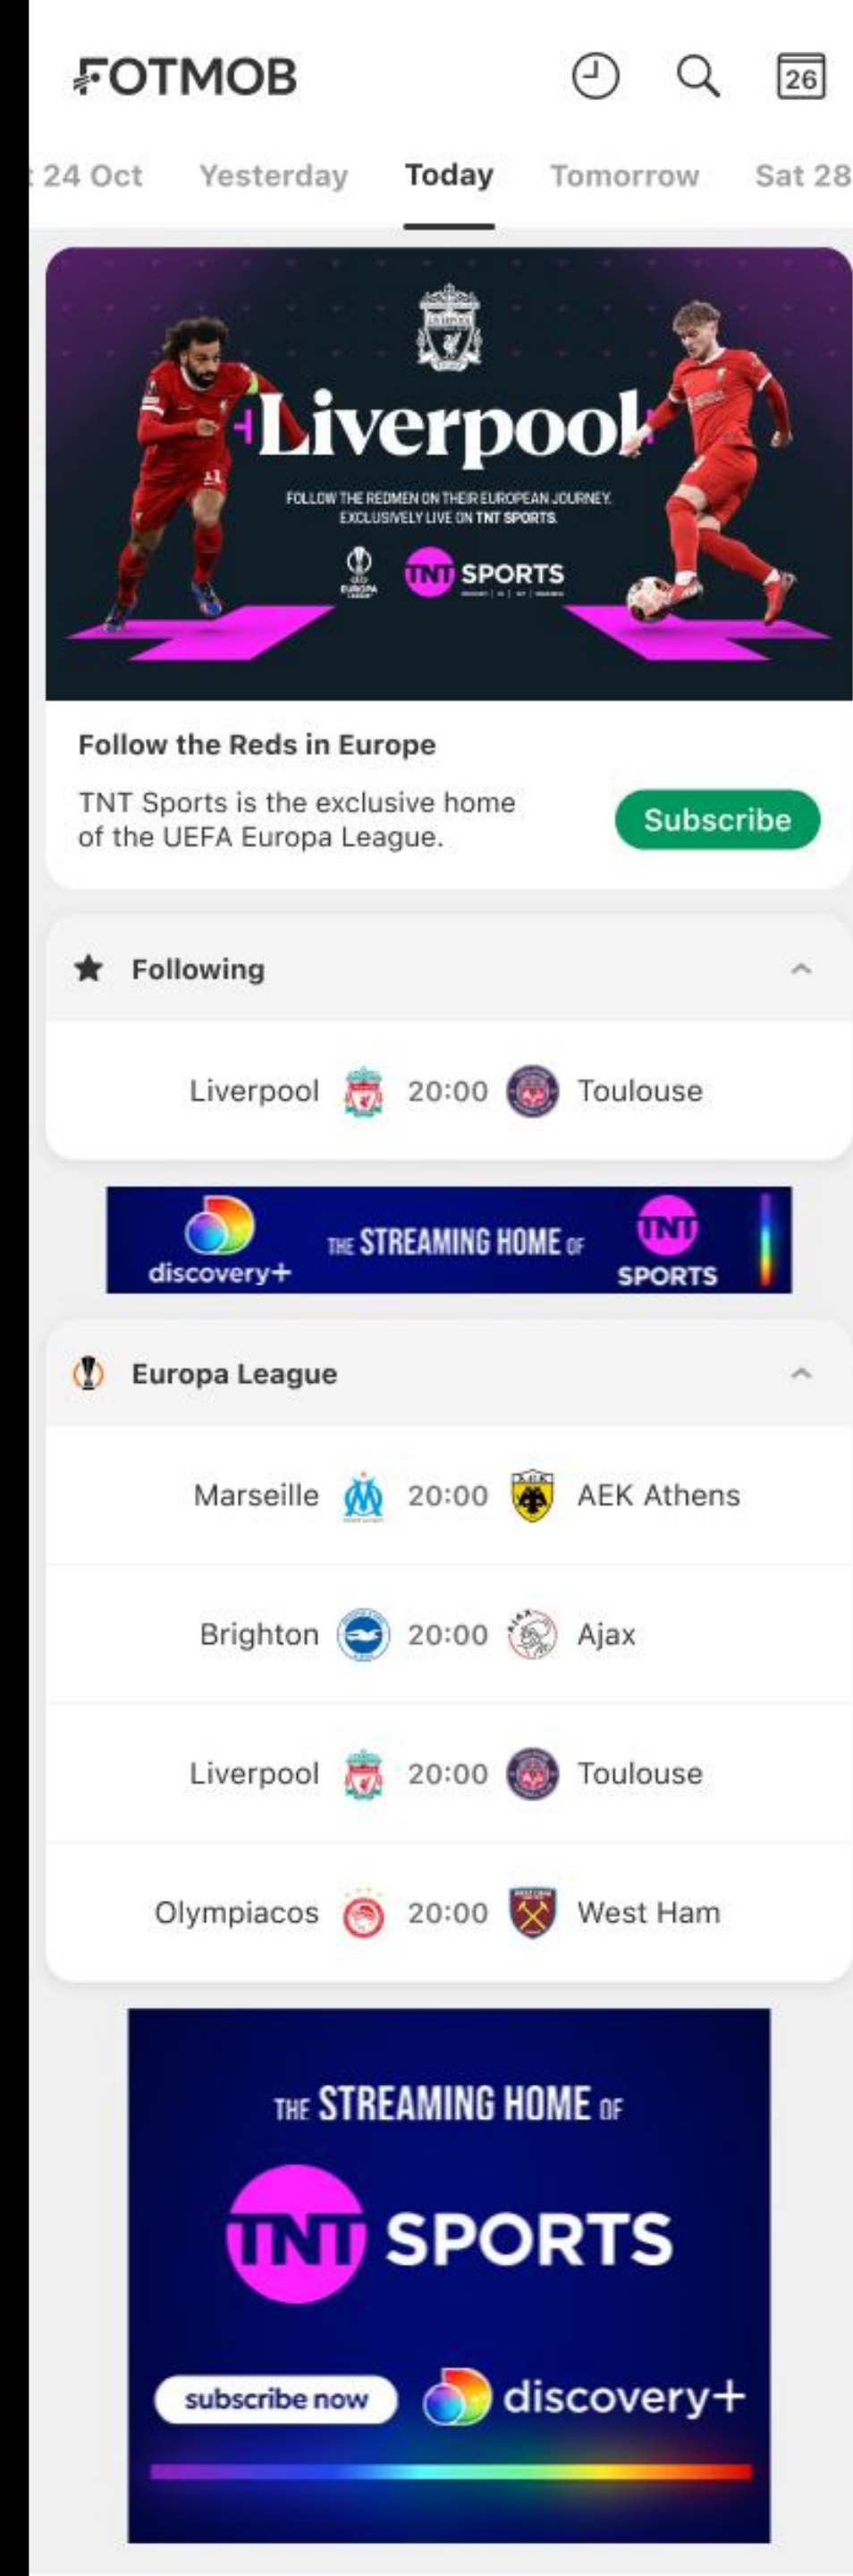 FOTMOB
26
t 24 Oct Yesterday Today Tomorrow Sat 28
Liverpool
FOLLOW THE REDMEN ON THEIR EUROPEAN JOURNEY.
EXCLUSIVELY LIVE ON TNT SPORTS.
EUROPA
LEAGUE
TNT SPORTS
11
Follow the Reds in Europe
TNT Sports is the exclusive home
of the UEFA Europa League.
Subscribe
Following
Liverpool 20:00 Toulouse
discovery+
THE STREAMING HOME OF
TNT
SPORTS
Europa League
Marseille 20:00 AEK Athens
Brighton 20:00 Ajax
Liverpool 20:00 Toulouse
Olympiacos 20:00 West Ham
THE STREAMING HOME OF
TNT SPORTS
subscribe now discovery+